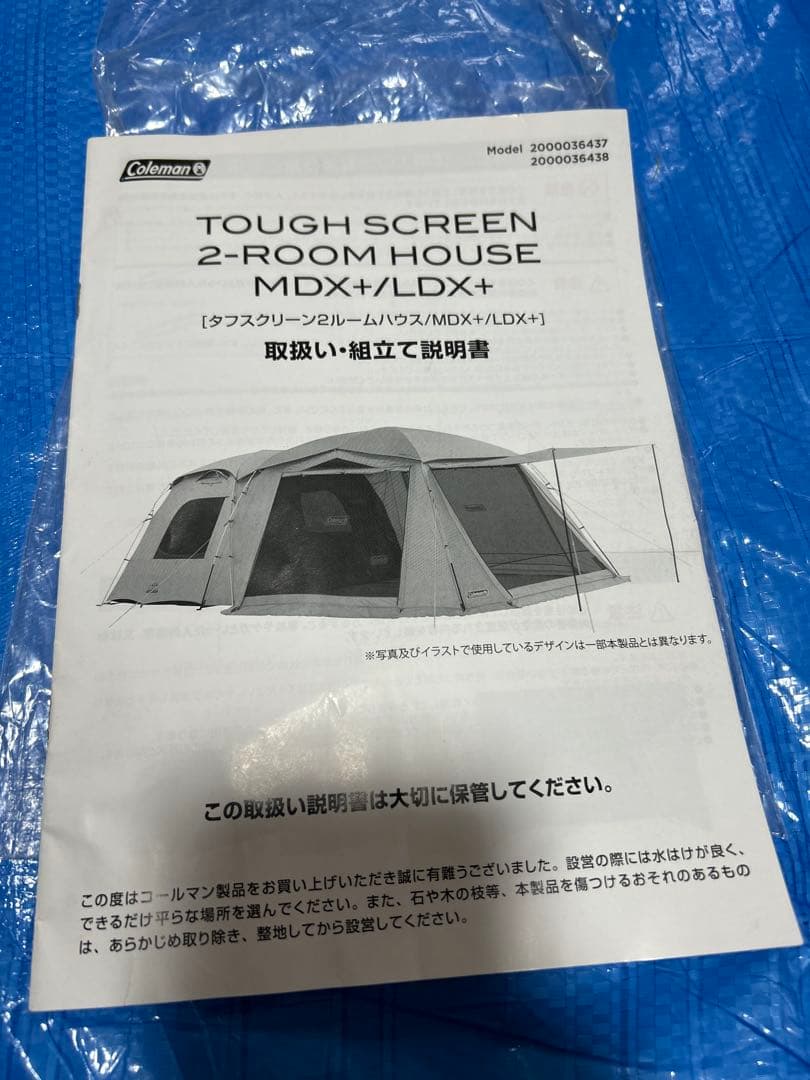 Coleman
Model 2000036437
2000036438
TOUGH SCREEN
2-ROOM HOUSE
MDX+/LDX+
[タフスクリーン2ルームハウス/MDX+/LDX+]
取扱い・組立て説明書
Coleman
Coleman
※写真及びイラストで使用しているデザインは一部本製品とは異なります。
この取扱い説明書は大切に保管してください。
この度はコールマン製品をお買い上げいただき誠に有難うございました。設営の際には水はけが良く、
できるだけ平らな場所を選んでください。また、石や木の枝等、本製品を傷つけるおそれのあるもの
は、あらかじめ取り除き、整地してから設営してください。